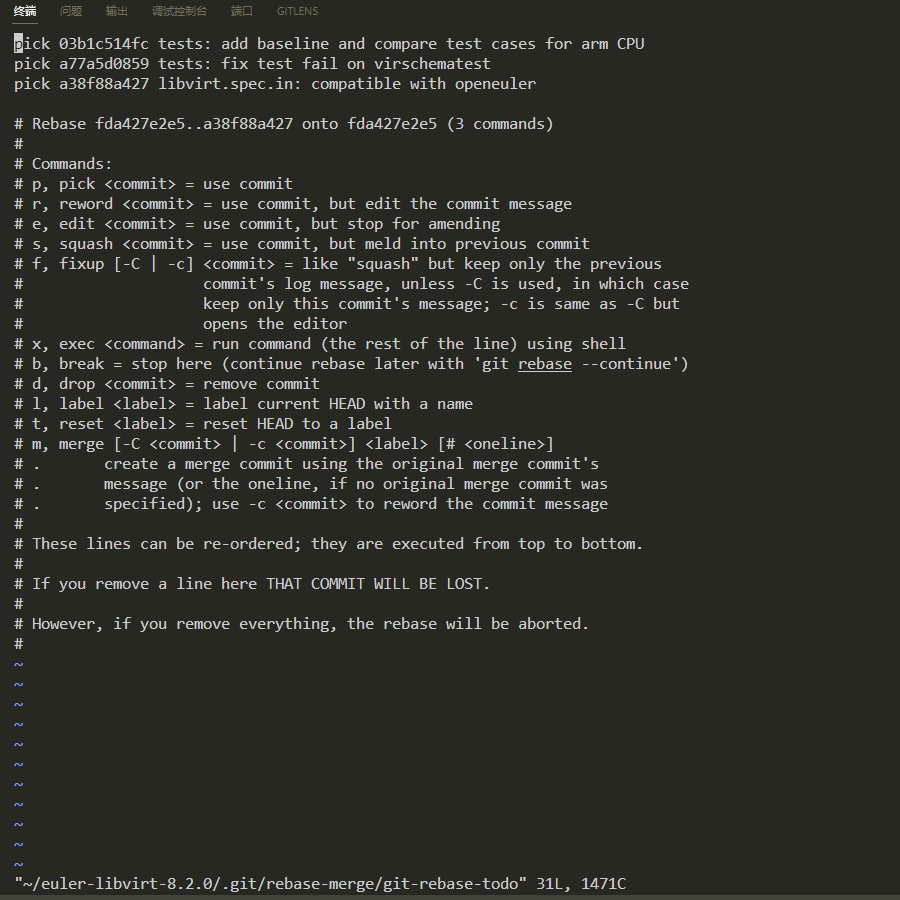 终端 问题 输出 调试控制台 端口 GITLENS
pick 03b1c514fc tests: add baseline and compare test cases for arm CPU
pick a77a5d0859 tests: fix test fail on virschematest
pick a38f88a427 libvirt.spec.in: compatible with openeuler
# Rebase fda427e2e5..a38f88a427 onto fda427e2e5 (3 commands)
#
# Commands:
# p, pick <commit> = use commit
# r, reword <commit> = use commit, but edit the commit message
# e, edit <commit> = use commit, but stop for amending
# s, squash <commit> = use commit, but meld into previous commit
# f, fixup [-C | -c] <commit> = like "squash" but keep only the previous
#                    commit's log message, unless -C is used, in which case
#                    keep only this commit's message; -c is same as -C but
#                    opens the editor
# x, exec <command> = run command (the rest of the line) using shell
# b, break = stop here (continue rebase later with 'git rebase --continue')
# d, drop <commit> = remove commit
# l, label <label> = label current HEAD with a name
# t, reset <label> = reset HEAD to a label
# m, merge [-C <commit> | -c <commit>] <label> [# <oneline>]
# .       create a merge commit using the original merge commit's
# .       message (or the oneline, if no original merge commit was
# .       specified); use -c <commit> to reword the commit message
#
# These lines can be re-ordered; they are executed from top to bottom.
#
# If you remove a line here THAT COMMIT WILL BE LOST.
#
# However, if you remove everything, the rebase will be aborted.
#
~
~
~
~
~
~
~
~
~
~
~
"~/euler-libvirt-8.2.0/.git/rebase-merge/git-rebase-todo" 31L, 1471C